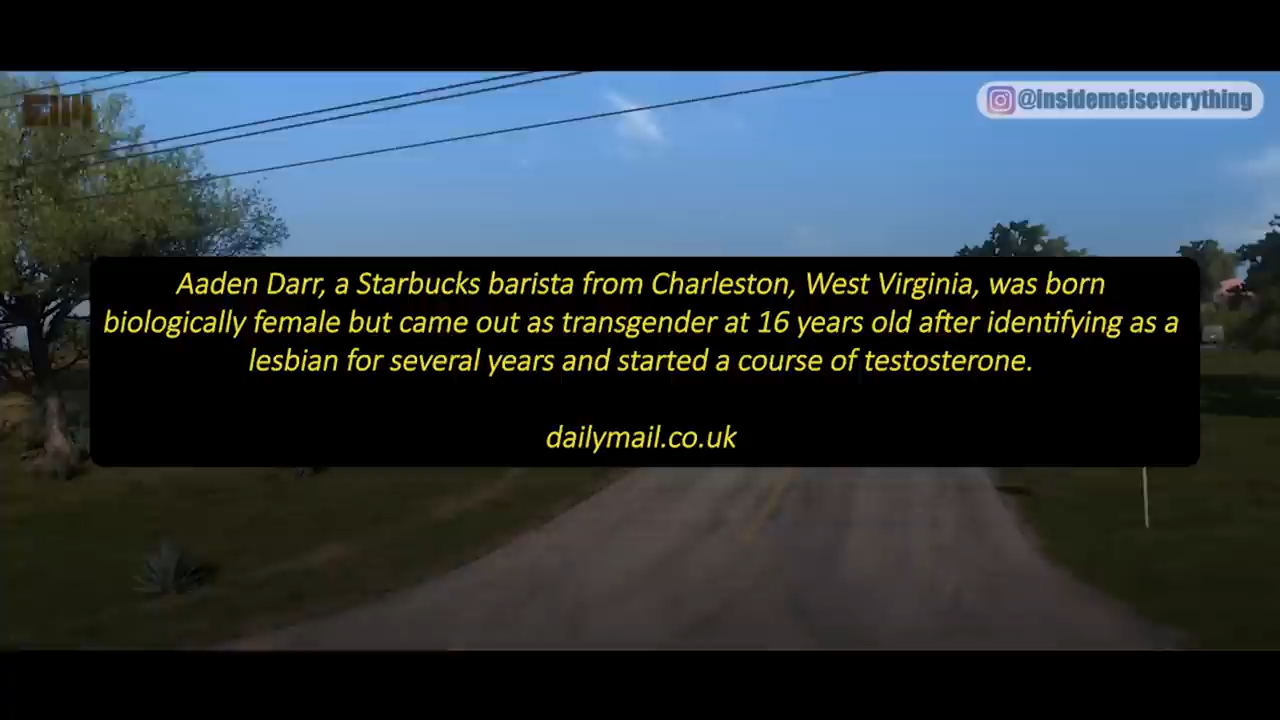 @insidemeiseverything
Aaden Darr, a Starbucks barista from Charleston, West Virginia, was born
biologically female but came out as transgender at 16 years old after identifying as a
lesbian for several years and started a course of testosterone.
dailymail.co.uk